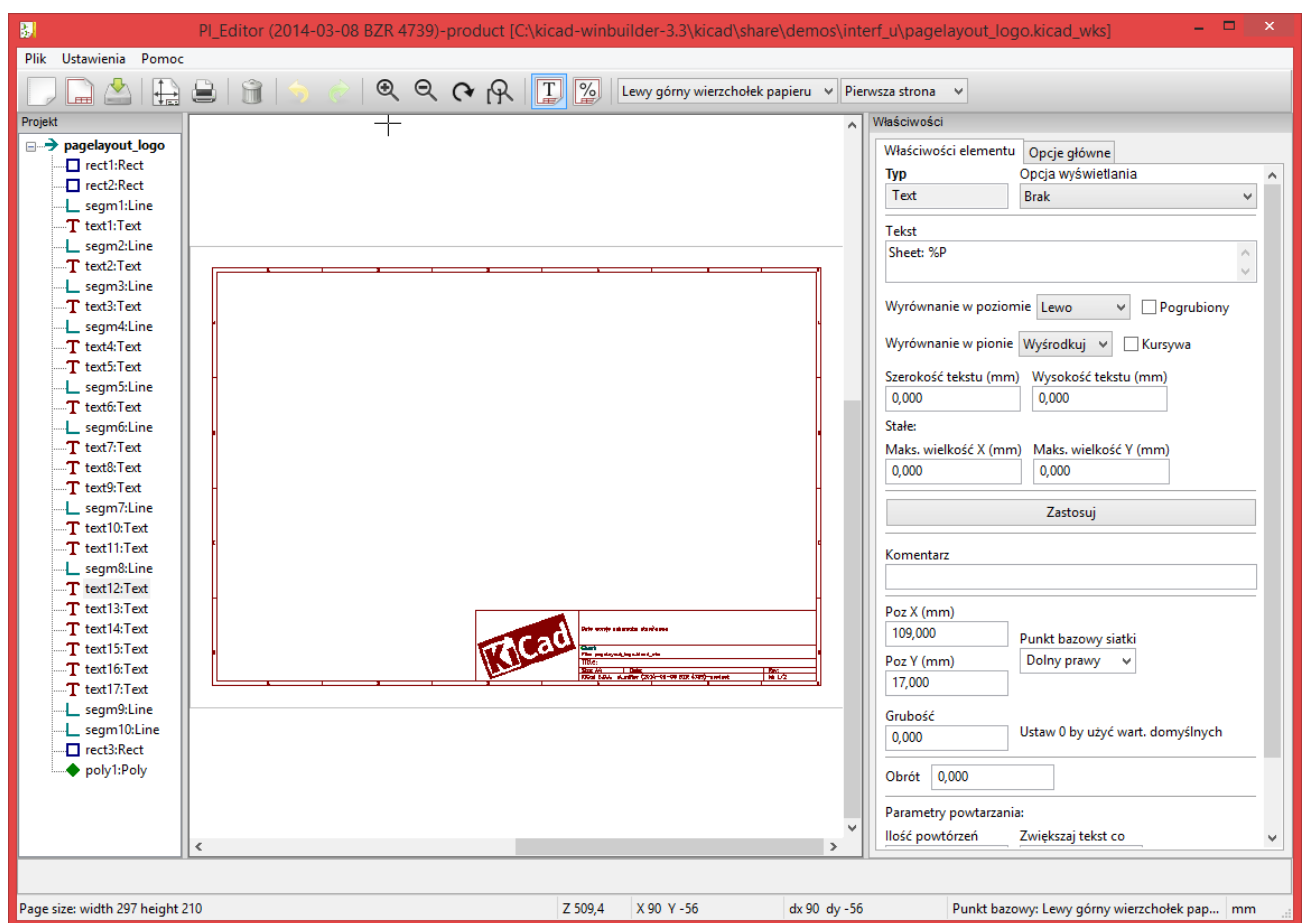 Pl_Editor (2014-03-08 BZR 4739)-product [C:\kicad-winbuilder-3.3\kicad\share\demos\interf_u\pagelayout_logo.kicad_wks]
Plik Ustawienia Pomoc
T % Lewy górny wierzchołek papieru Pierwsza strona
Projekt
pagelayout_logo
rect1:Rect
rect2:Rect
segm1:Line
text1:Text
segm2:Line
text2:Text
segm3:Line
text3:Text
segm4:Line
text4:Text
text5:Text
segm5:Line
text6:Text
segm6:Line
text7:Text
text8:Text
text9:Text
segm7:Line
text10:Text
text11:Text
segm8:Line
text12:Text
text13:Text
text14:Text
text15:Text
text16:Text
text17:Text
segm9:Line
segm10:Line
rect3:Rect
poly1:Poly
KiCad
Title:
Właściwości
Właściwości elementu Opcje główne
Typ Opcja wyświetlania
Text Brak
Tekst
Sheet: %P
Wyrównanie w poziomie Lewo Pogrubiony
Wyrównanie w pionie Wyśrodkuj Kursywa
Szerokość tekstu (mm) Wysokość tekstu (mm)
0,000 0,000
Stałe:
Maks. wielkość X (mm) Maks. wielkość Y (mm)
0,000 0,000
Zastosuj
Komentarz
Poz X (mm)
109,000
Punkt bazowy siatki
Poz Y (mm) Dolny prawy
17,000
Grubość
0,000 Ustaw 0 by użyć wart. domyślnych
Obrót 0,000
Parametry powtarzania:
Ilość powtórzeń Zwiększaj tekst co
Page size: width 297 height 210 Z 509,4 X 90 Y -56 dx 90 dy -56 Punkt bazowy: Lewy górny wierzchołek pap... mm